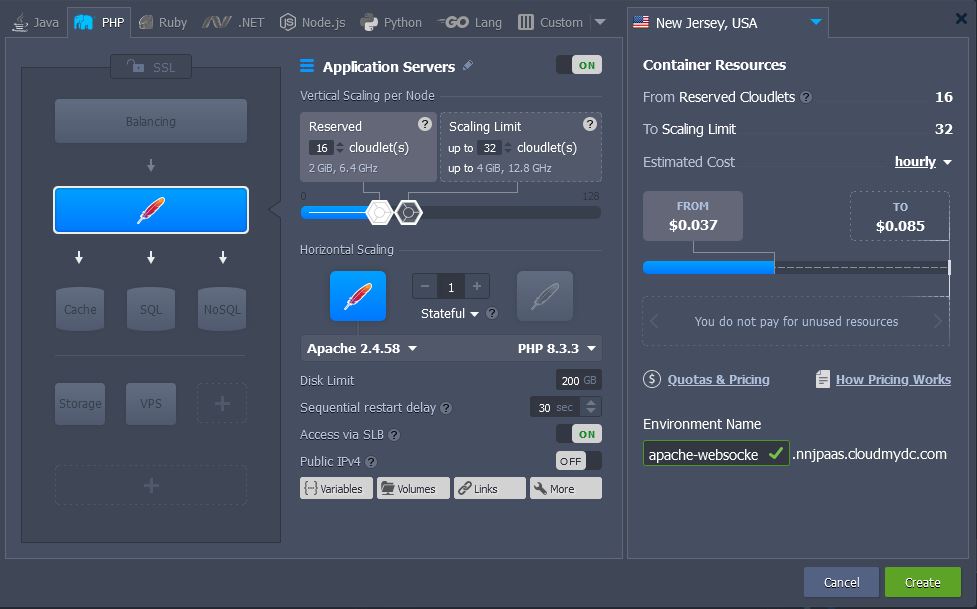 Java PHP Ruby .NET Node.js Python GO Lang Custom
SSL
Balancing
Cache SQL NoSQL
Storage VPS
Application Servers ON
Vertical Scaling per Node
Reserved ?
16 cloudlet(s)
2 GiB, 6.4 GHz
Scaling Limit ?
up to 32 cloudlet(s)
up to 4 GiB, 12.8 GHz
0 128
Horizontal Scaling
1
Stateful ?
Apache 2.4.58 PHP 8.3.3
Disk Limit 200 GB
Sequential restart delay ? 30 sec
Access via SLB ? ON
Public IPv4 ? OFF
Variables Volumes Links More
New Jersey, USA
Container Resources
From Reserved Cloudlets ? 16
To Scaling Limit 32
Estimated Cost hourly
FROM
$0.037
TO
$0.085
You do not pay for unused resources
Quotas & Pricing How Pricing Works
Environment Name
apache-websocke .nnjpaas.cloudmydc.com
Cancel Create